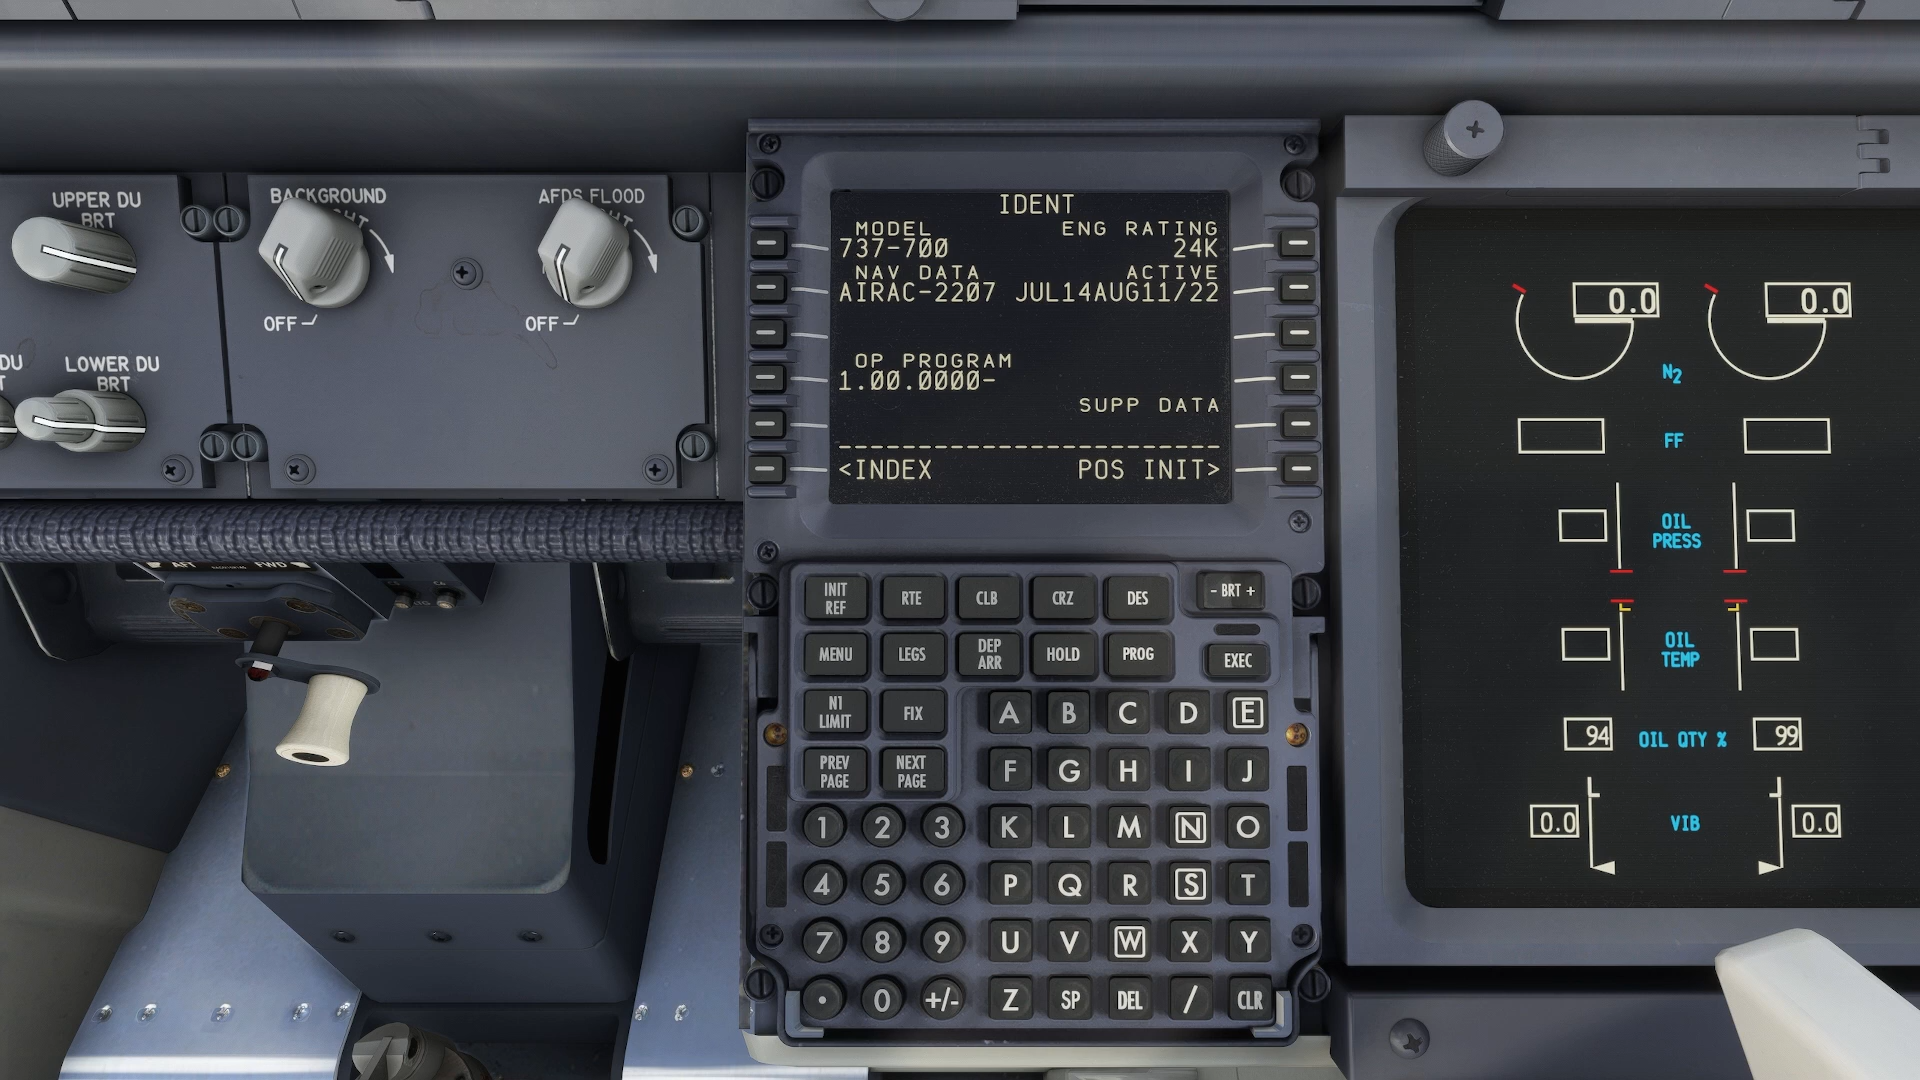 UPPER DU
BRT
BACKGROUND
OFF
AFDS FLOOD
OFF
DU
LOWER DU
BRT
AFT
FWD
IDENT
MODEL ENG RATING
737-700 24K
NAV DATA ACTIVE
AIRAC-2207 JUL14AUG11/22
OP PROGRAM
1.00.0000-
SUPP DATA
--------------------------
<INDEX POS INIT>
INIT REF
RTE
CLB
CRZ
DES
- BRT +
MENU
LEGS
DEP ARR
HOLD
PROG
EXEC
N1 LIMIT
FIX
A B C D E
PREV PAGE
NEXT PAGE
F G H I J
1 2 3 K L M N O
4 5 6 P Q R S T
7 8 9 U V W X Y
. 0 +/- Z SP DEL / CLR
0.0 0.0
N2
FF
OIL
PRESS
OIL
TEMP
94 OIL QTY % 99
0.0 VIB 0.0